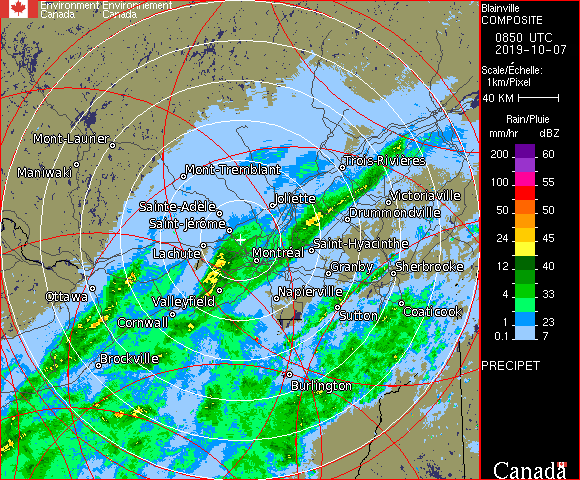 Environment Environnement
Canada Canada
Blainville
COMPOSITE
0850 UTC
2019-10-07
Scale/Échelle:
1km/Pixel
40 KM
Rain/Pluie
mm/hr dBZ
200 60
150 57
100 55
50 50
24 45
12 40
4 33
1 23
0.1 7
PRECIPET
Canada
Mont-Laurier
Maniwaki
Mont-Tremblant
Trois-Rivières
Sainte-Adèle
Joliette
Victoriaville
Saint-Jérôme
Drummondville
Lachute
Montréal
Saint-Hyacinthe
Granby
Sherbrooke
Ottawa
Valleyfield
Napierville
Cornwall
Sutton
Coaticook
Brockville
Burlington